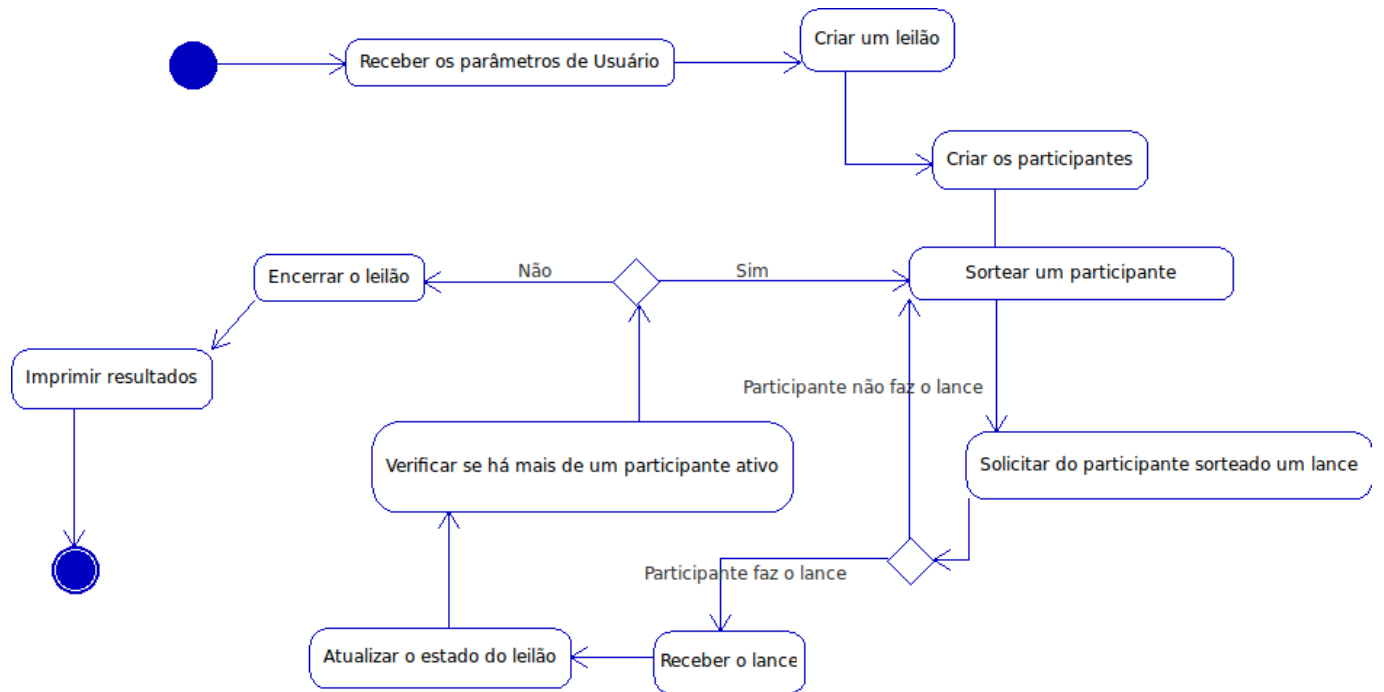 Receber os parâmetros de Usuário
Criar um leilão
Criar os participantes
Sortear um participante
Sim
Não
Encerrar o leilão
Imprimir resultados
Participante não faz o lance
Verificar se há mais de um participante ativo
Solicitar do participante sorteado um lance
Participante faz o lance
Receber o lance
Atualizar o estado do leilão